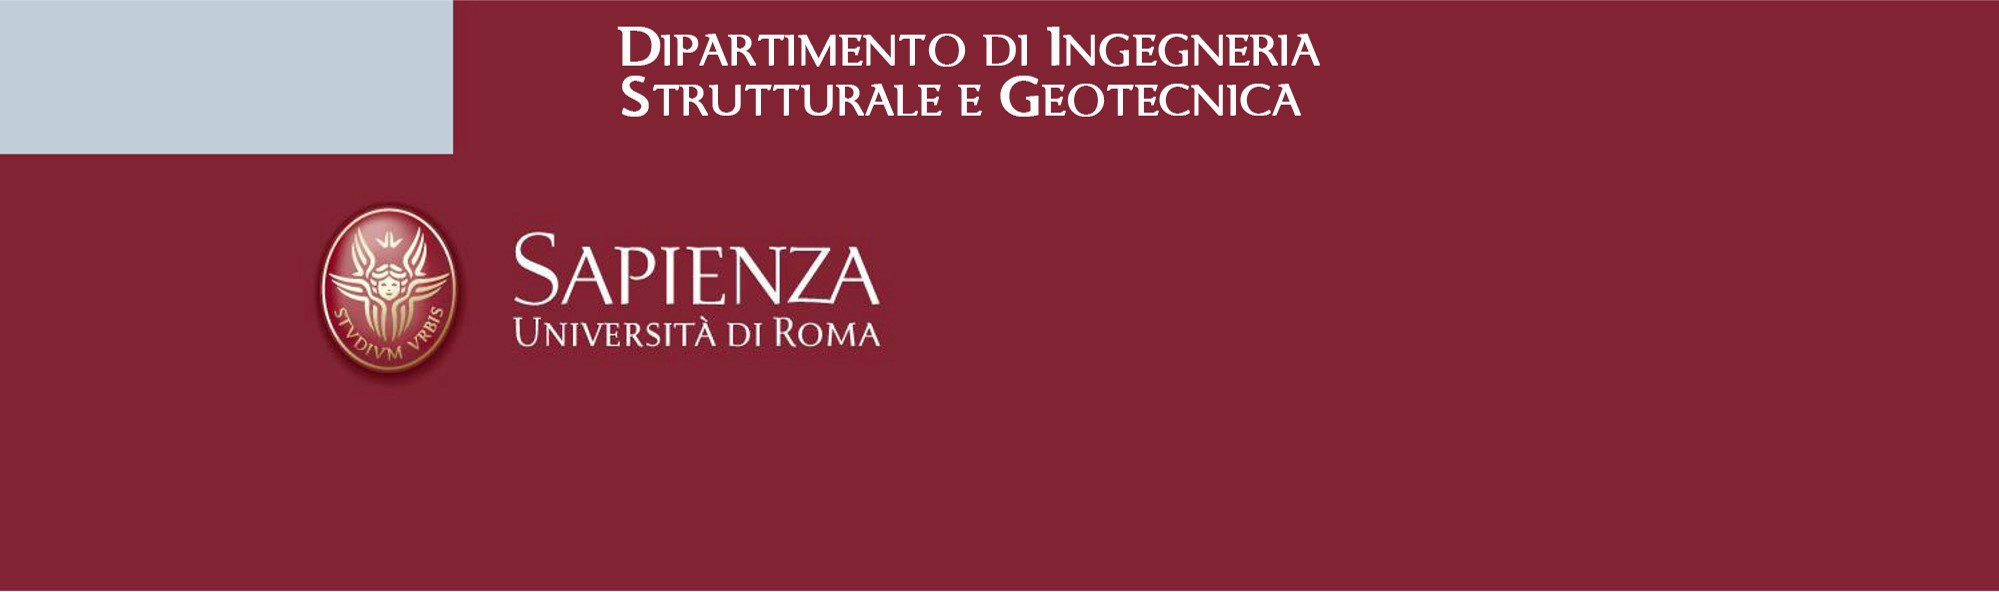 Dipartimento di Ingegneria
Strutturale e Geotecnica
Sapienza
Università di Roma
STVDIVM VRBIS